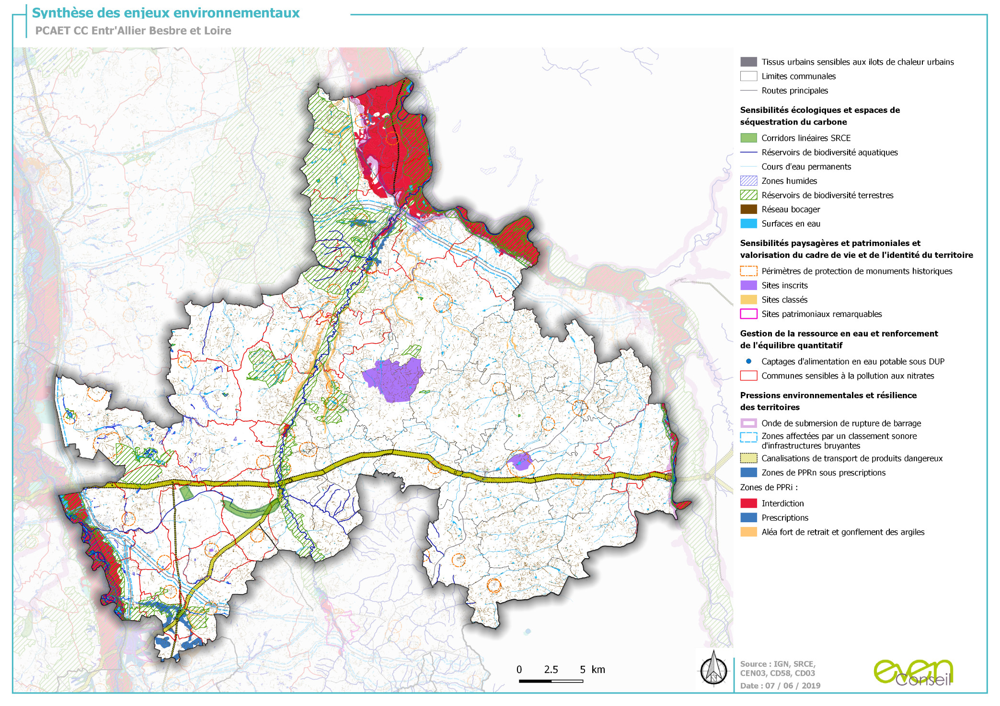 Synthèse des enjeux environnementaux
PCAET CC Entr'Allier Besbre et Loire
Tissus urbains sensibles aux ilots de chaleur urbains
Limites communales
Routes principales
Sensibilités écologiques et espaces de
séquestration du carbone
Corridors linéaires SRCE
Réservoirs de biodiversité aquatiques
Cours d'eau permanents
Zones humides
Réservoirs de biodiversité terrestres
Réseau bocager
Surfaces en eau
Sensibilités paysagères et patrimoniales et
valorisation du cadre de vie et de l'identité du territoire
Périmètres de protection de monuments historiques
Sites inscrits
Sites classés
Sites patrimoniaux remarquables
Gestion de la ressource en eau et renforcement
de l'équilibre quantitatif
Captages d'alimentation en eau potable sous DUP
Communes sensibles à la pollution aux nitrates
Pressions environnementales et résilience
des territoires
Onde de submersion de rupture de barrage
Zones affectées par un classement sonore
d'infrastructures bruyantes
Canalisations de transport de produits dangereux
Zones de PPRn sous prescriptions
Zones de PPRi :
Interdiction
Prescriptions
Aléa fort de retrait et gonflement des argiles
0 2.5 5 km
N
Source : IGN, SRCE,
CEN03, CD58, CD03
Date : 07 / 06 / 2019
even
Conseil